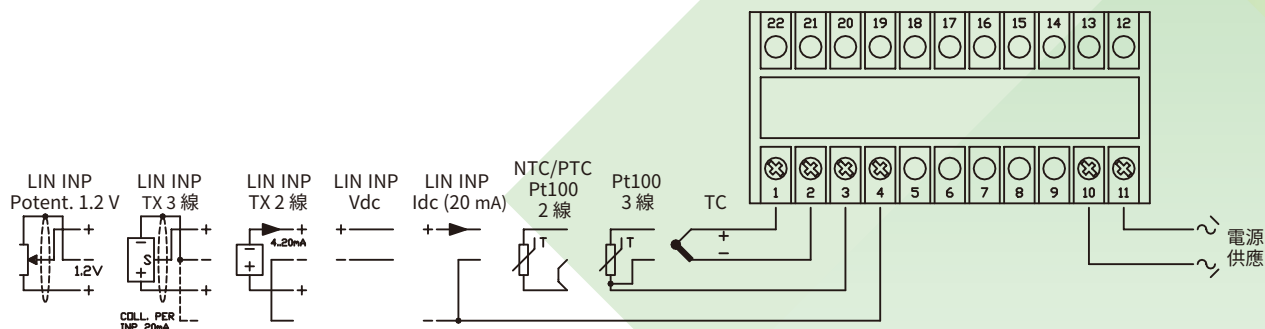 22 21 20 19 18 17 16 15 14 13 12
1 2 3 4 5 6 7 8 9 10 11
LIN INP
Potent. 1.2 V
+
–
1.2V
+
LIN INP
TX 3 線
–
S
+
+
–
+
–
COLL. PER
INP 20mA
LIN INP
TX 2 線
–
+
+
4..20mA
–
+
–
LIN INP
Vdc
+
–
LIN INP
Idc (20 mA)
+
–
NTC/PTC
Pt100
2 線
T
Pt100
3 線
T
TC
+
–
電源
供應